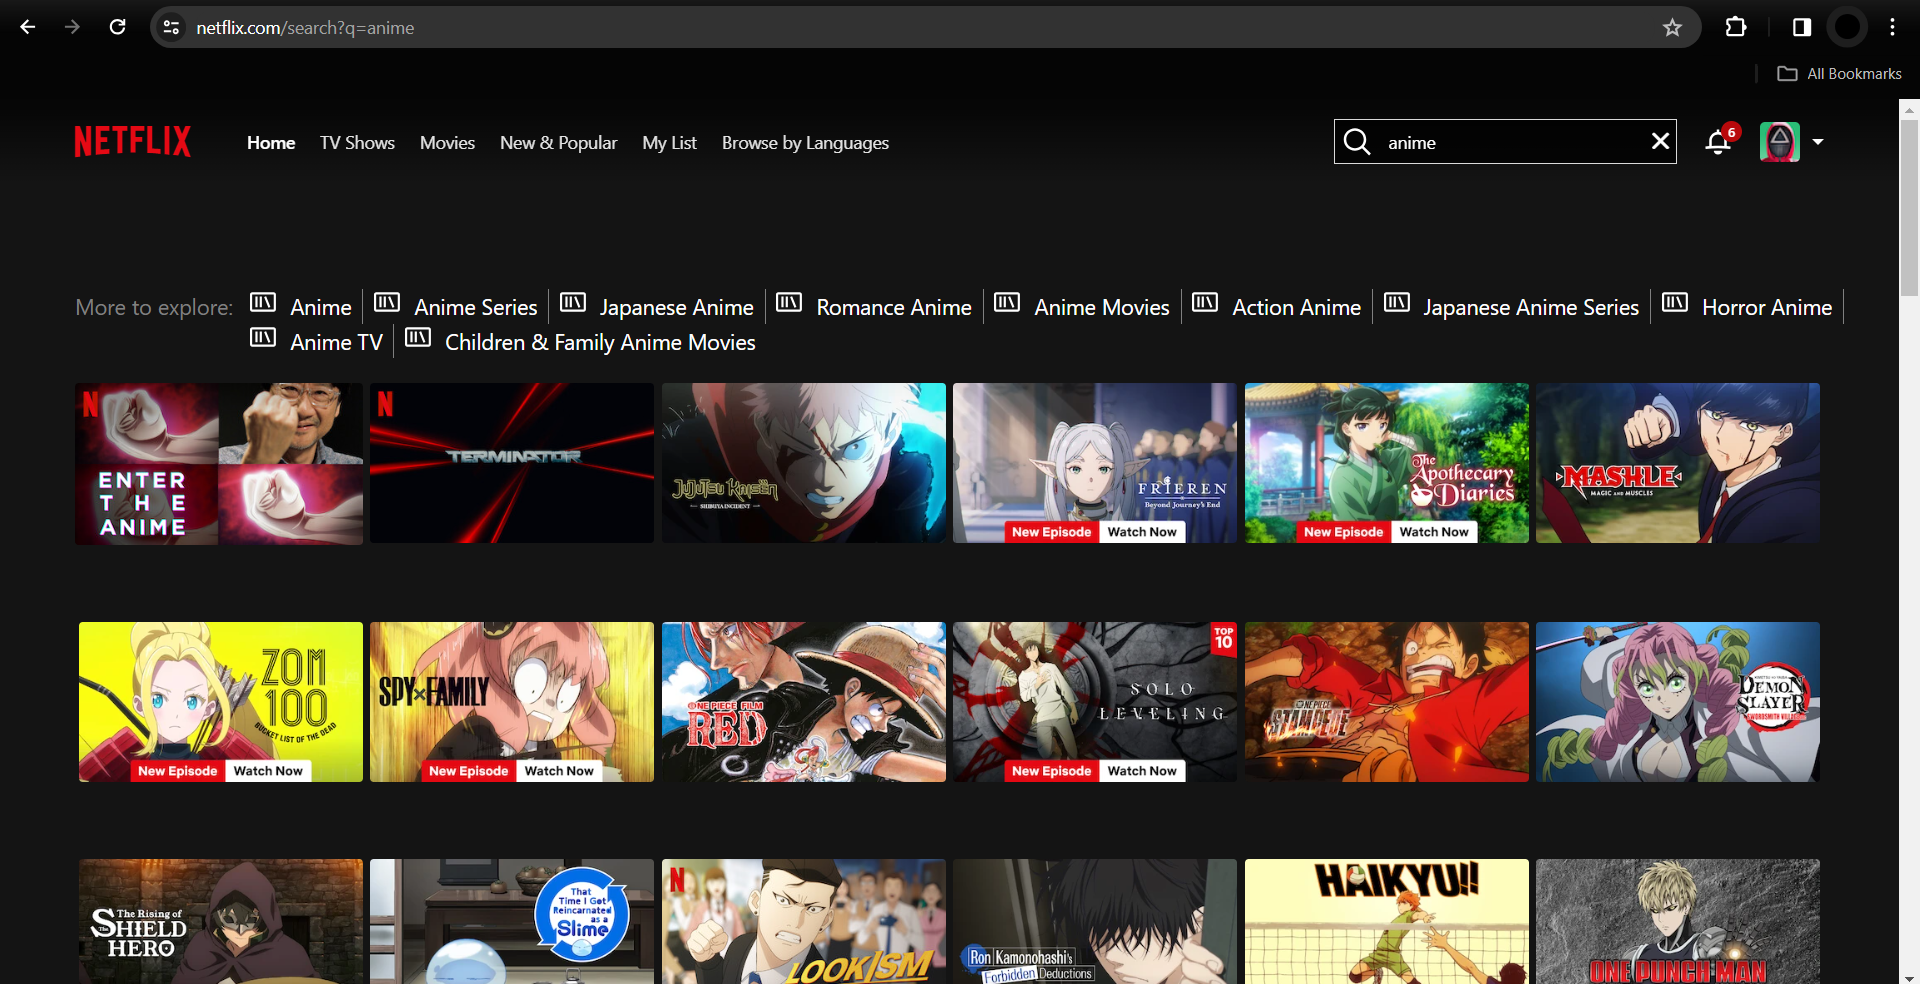 netflix.com/search?q=anime
All Bookmarks
NETFLIX
Home
TV Shows
Movies
New & Popular
My List
Browse by Languages
anime
6
More to explore:
Anime
Anime Series
Japanese Anime
Romance Anime
Anime Movies
Action Anime
Japanese Anime Series
Horror Anime
Anime TV
Children & Family Anime Movies
N
ENTER
THE
ANIME
N
TERMINATOR
JUJUTSU KAISEN
SHIBUYA INCIDENT
FRIEREN
Beyond Journey's End
New Episode
Watch Now
The
Apothecary
Diaries
New Episode
Watch Now
MASHLE
MAGIC AND MUSCLES
ZOM
100
BUCKET LIST OF THE DEAD
New Episode
Watch Now
SPY×FAMILY
New Episode
Watch Now
ONE PIECE FILM
RED
TOP
10
SOLO
LEVELING
New Episode
Watch Now
ONE PIECE
STAMPEDE
DEMON
SLAYER
SWORDSMITH VILLAGE
The Rising of
The SHIELD
HERO
That
Time I Got
Reincarnated
as a
Slime
N
LOOKISM
Ron Kamonohashi's
Forbidden Deductions
HAIKYU!!
ONE PUNCH MAN